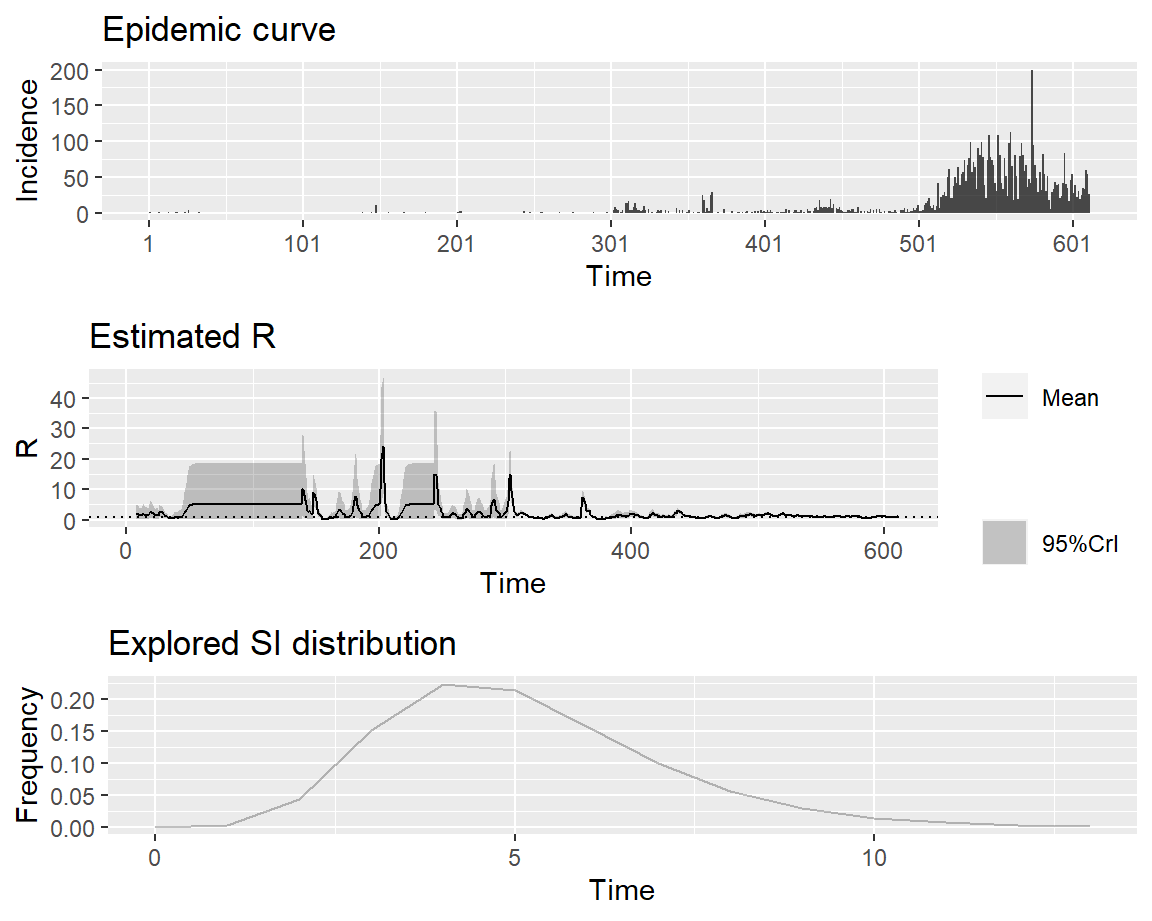 Epidemic curve
Incidence
200
150
100
50
0
1 101 201 301 401 501 601
Time
Estimated R
R
40
30
20
10
0
0 200 400 600
Time
Mean
95%CrI
Explored SI distribution
Frequency
0.20
0.15
0.10
0.05
0.00
0 5 10
Time